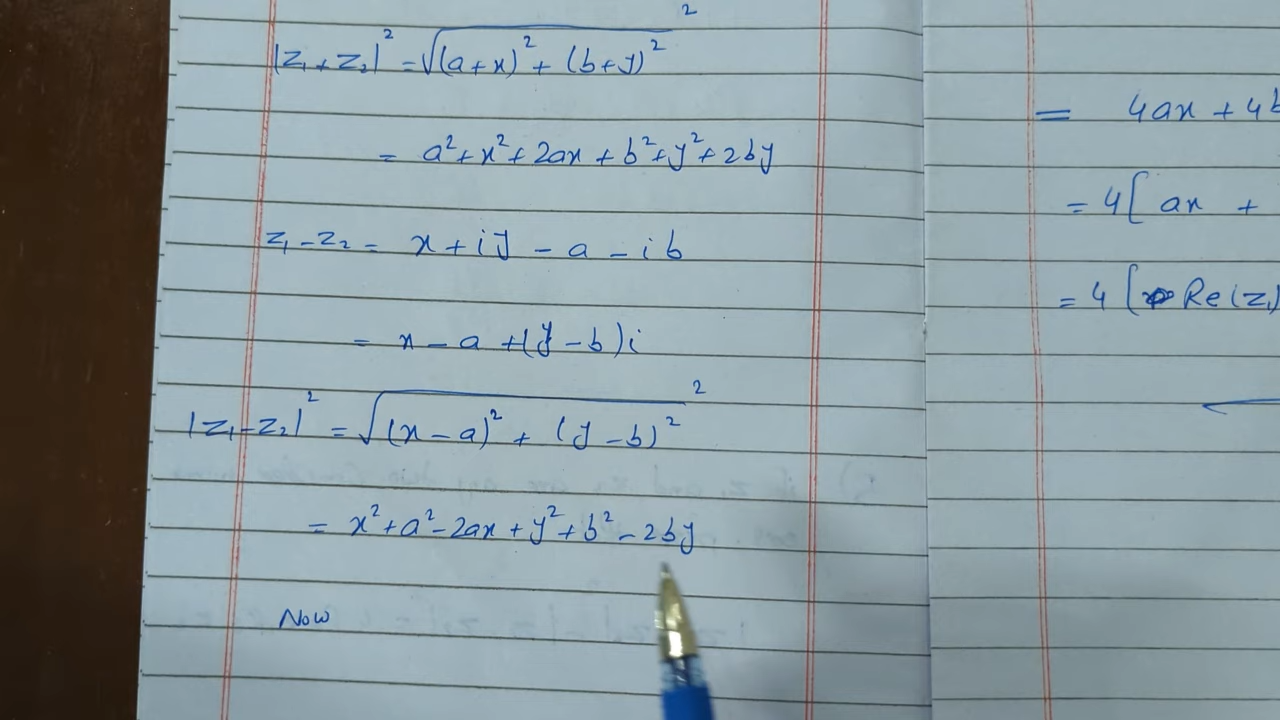 |z₁ + z₂|² = √((a+x)² + (b+y)²)²
= a² + x² + 2ax + b² + y² + 2by
z₁ - z₂ = x + iy - a - ib
= x - a + (y - b)i
|z₁ - z₂|² = √((x - a)² + (y - b)²)²
= x² + a² - 2ax + y² + b² - 2by
Now
= 4ax + 4b
= 4[ ax +
= 4 [ Re(z₁)